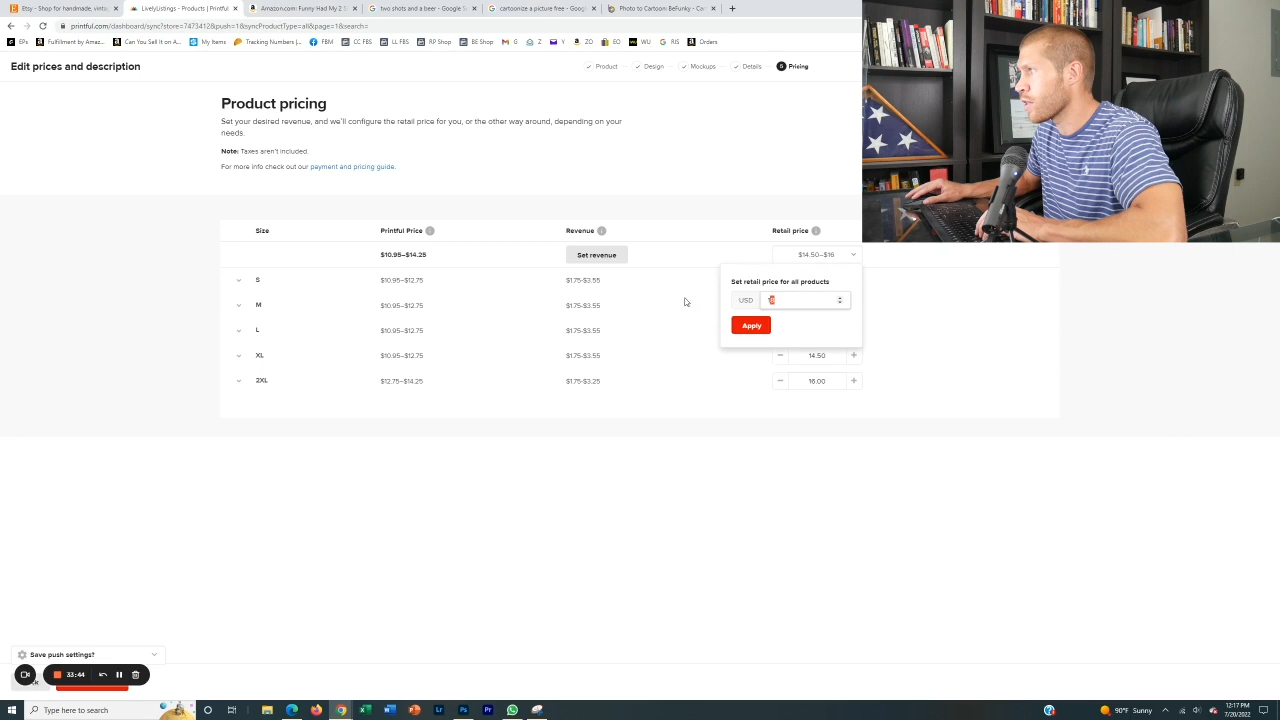 Etsy - Shop for handmade, vintag
LivelyListings - Products | Printful
Amazon.com: Funny Had My 2 S
two shots and a beer - Google S
cartoonize a picture free - Goog
Photo to Cartoon: BeFunky - Car
printful.com/dashboard/sync?store=7473412&push=1&syncProductType=all&page=1&search=
EPs
Fulfillment by Amaz...
Can You Sell It on A...
My Items
Tracking Numbers |...
FBM
CC FBS
LL FBS
RP Shop
BE Shop
G
Z
Y
ZO
EO
WU
RIS
Orders
Edit prices and description
Product
Design
Mockups
Details
5 Pricing
Product pricing
Set your desired revenue, and we'll configure the retail price for you, or the other way around, depending on your
needs.
Note: Taxes aren't included.
For more info check out our payment and pricing guide.
Size Printful Price Revenue Retail price
$10.95–$14.25 Set revenue $14.50–$16
Set retail price for all products
USD
Apply
S $10.95–$12.75 $1.75-$3.55
M $10.95–$12.75 $1.75-$3.55
L $10.95–$12.75 $1.75-$3.55
XL $10.95–$12.75 $1.75-$3.55 14.50
2XL $12.75–$14.25 $1.75-$3.25 16.00
Save push settings?
33:44
Type here to search
90°F Sunny
12:17 PM
7/20/2022